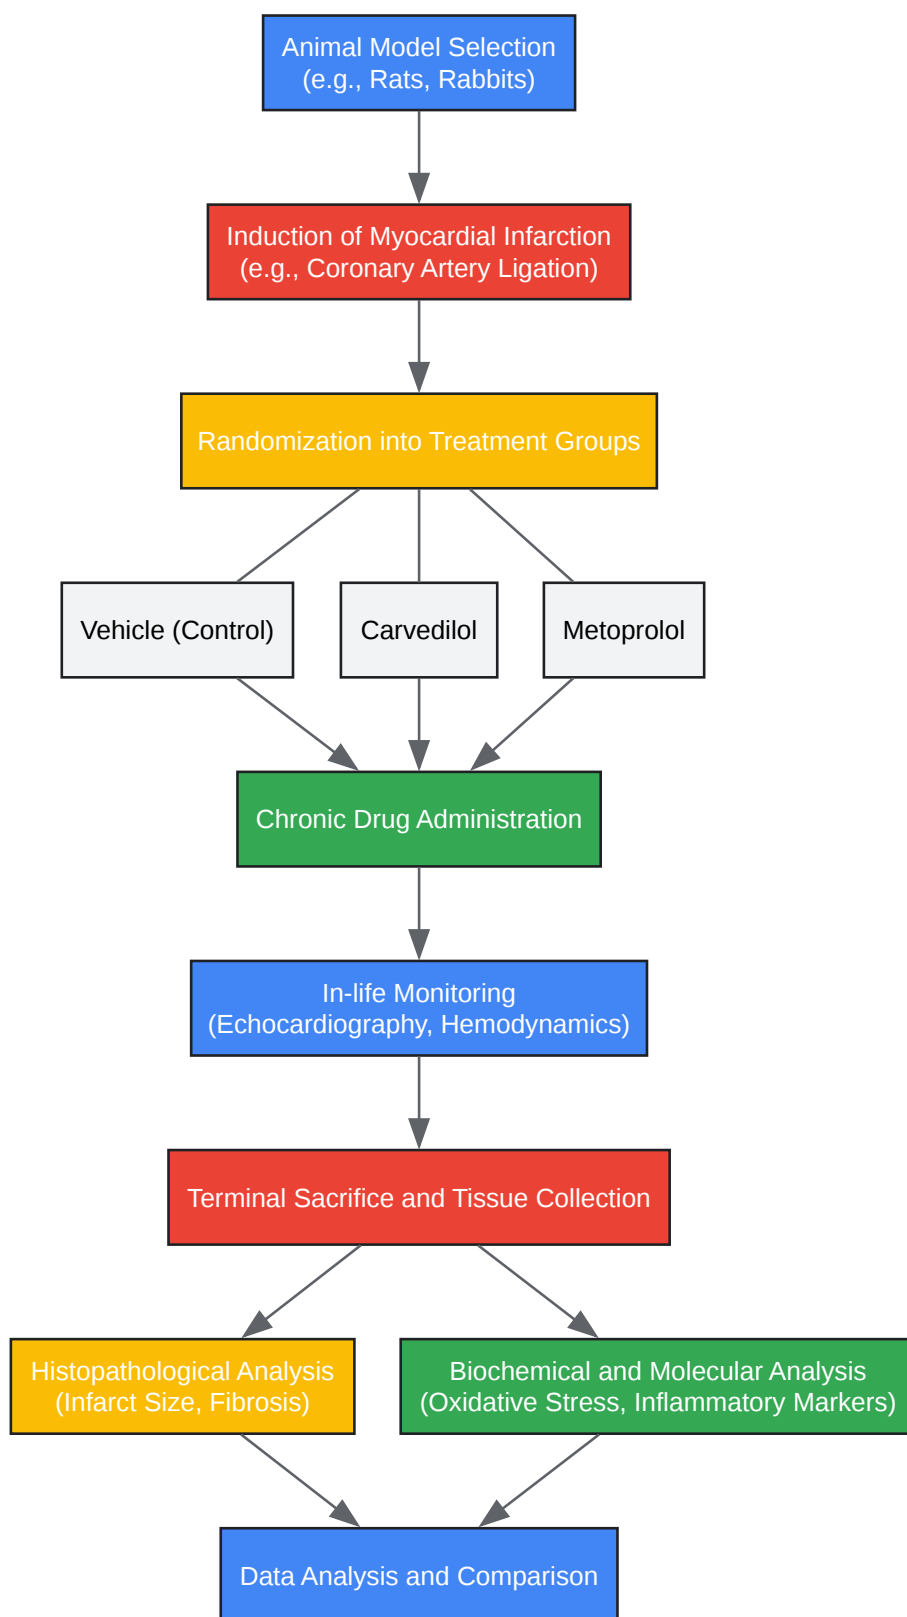 Animal Model Selection
(e.g., Rats, Rabbits)
Induction of Myocardial Infarction
(e.g., Coronary Artery Ligation)
Randomization into Treatment Groups
Vehicle (Control)
Carvedilol
Metoprolol
Chronic Drug Administration
In-life Monitoring
(Echocardiography, Hemodynamics)
Terminal Sacrifice and Tissue Collection
Histopathological Analysis
(Infarct Size, Fibrosis)
Biochemical and Molecular Analysis
(Oxidative Stress, Inflammatory Markers)
Data Analysis and Comparison